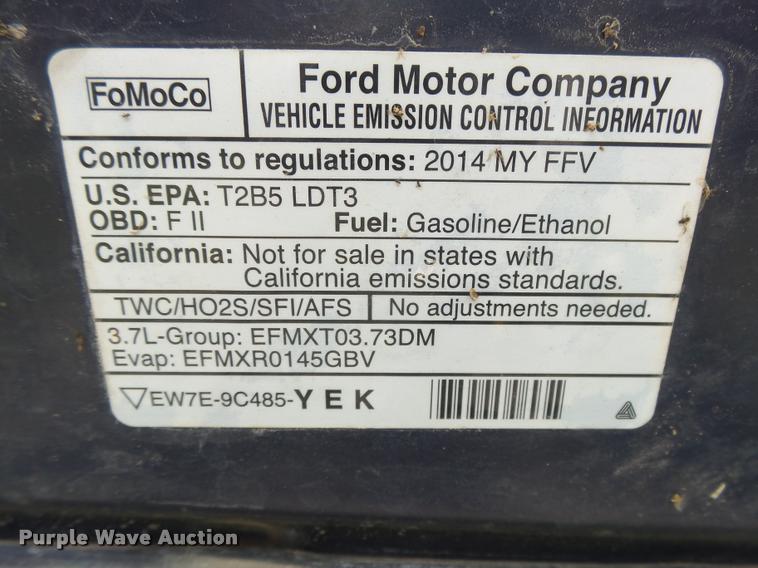 FoMoCo
Ford Motor Company
VEHICLE EMISSION CONTROL INFORMATION
Conforms to regulations: 2014 MY FFV
U.S. EPA: T2B5 LDT3
OBD: F II Fuel: Gasoline/Ethanol
California: Not for sale in states with
California emissions standards.
TWC/HO2S/SFI/AFS No adjustments needed.
3.7L-Group: EFMXT03.73DM
Evap: EFMXR0145GBV
EW7E-9C485-YEK
Purple Wave Auction